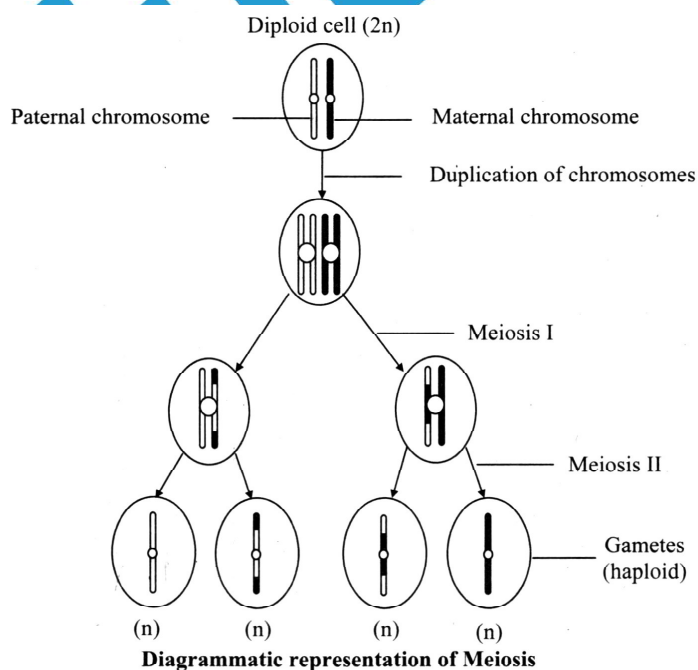 Diploid cell (2n)
Paternal chromosome
Maternal chromosome
Duplication of chromosomes
Meiosis I
Meiosis II
Gametes
(haploid)
(n)
(n)
(n)
(n)
Diagrammatic representation of Meiosis